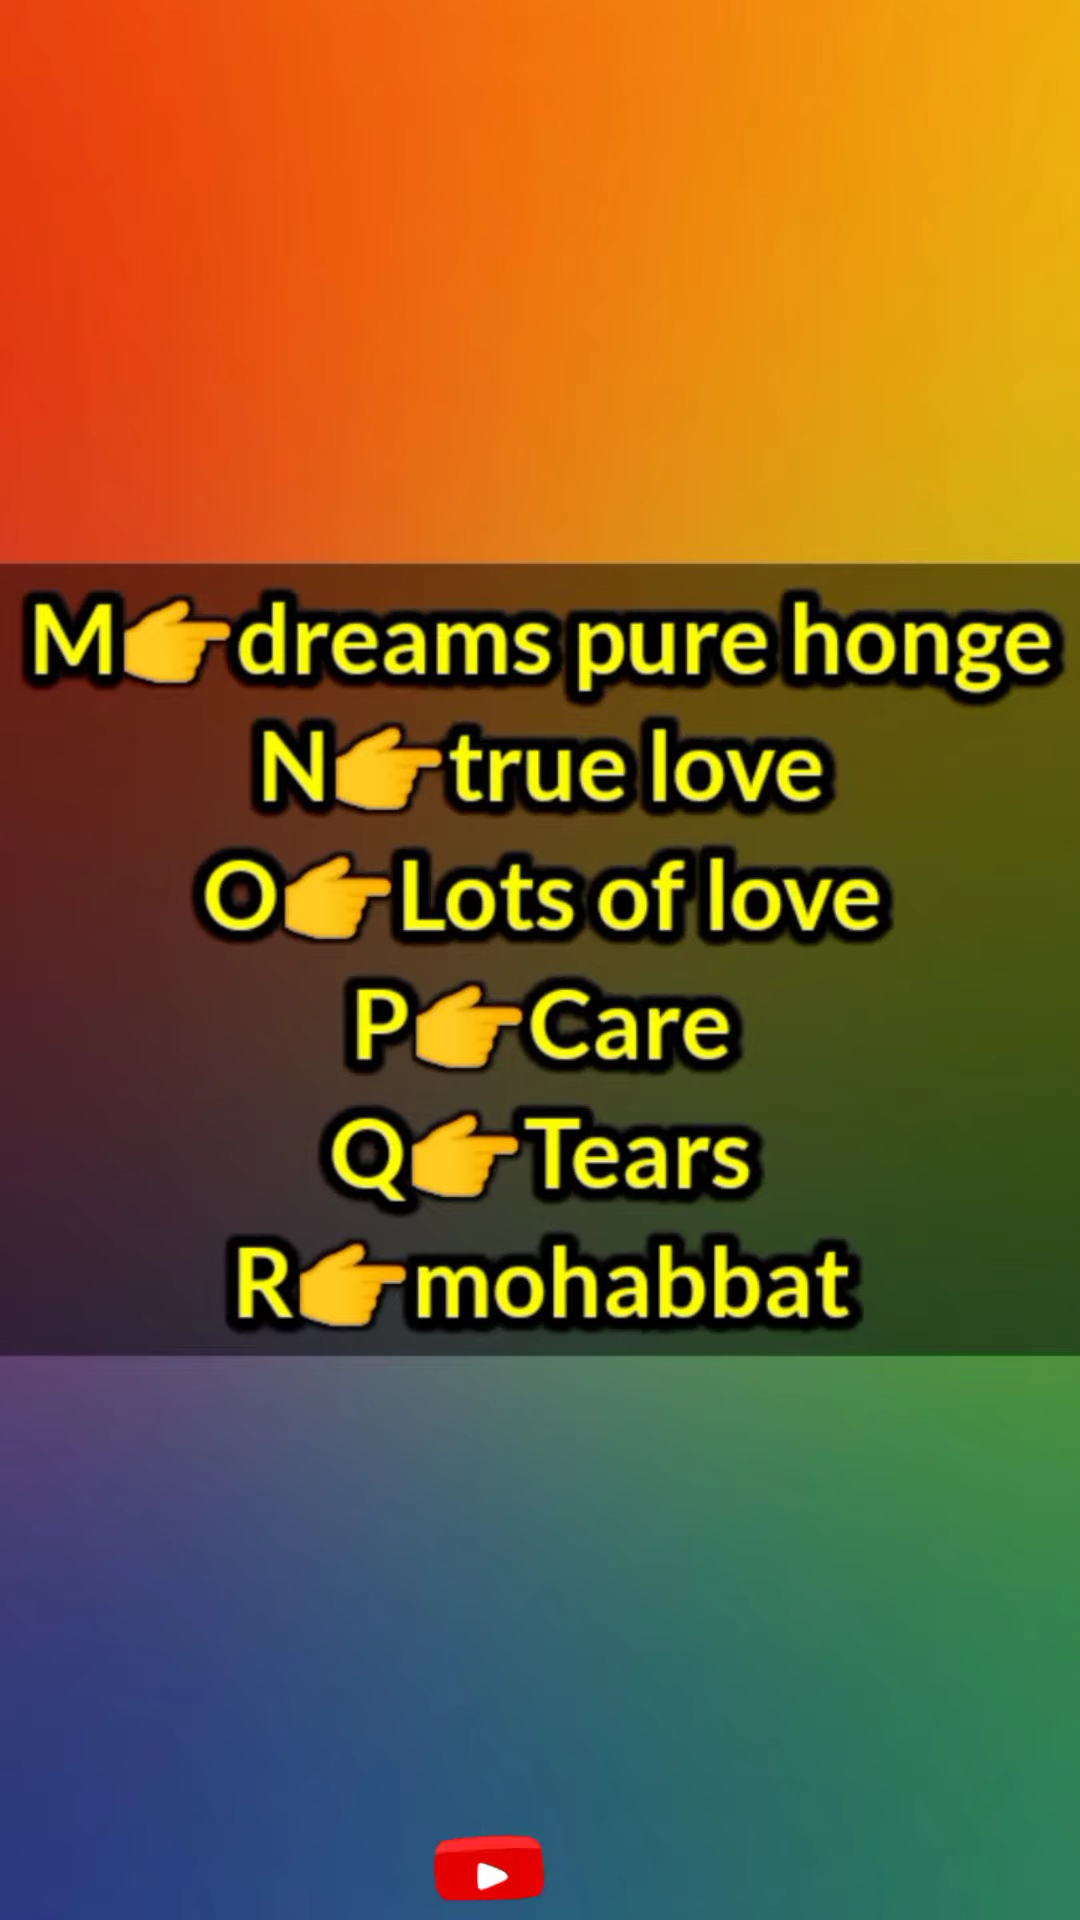 M👉dreams pure honge
N👉true love
O👉Lots of love
P👉Care
Q👉Tears
R👉mohabbat